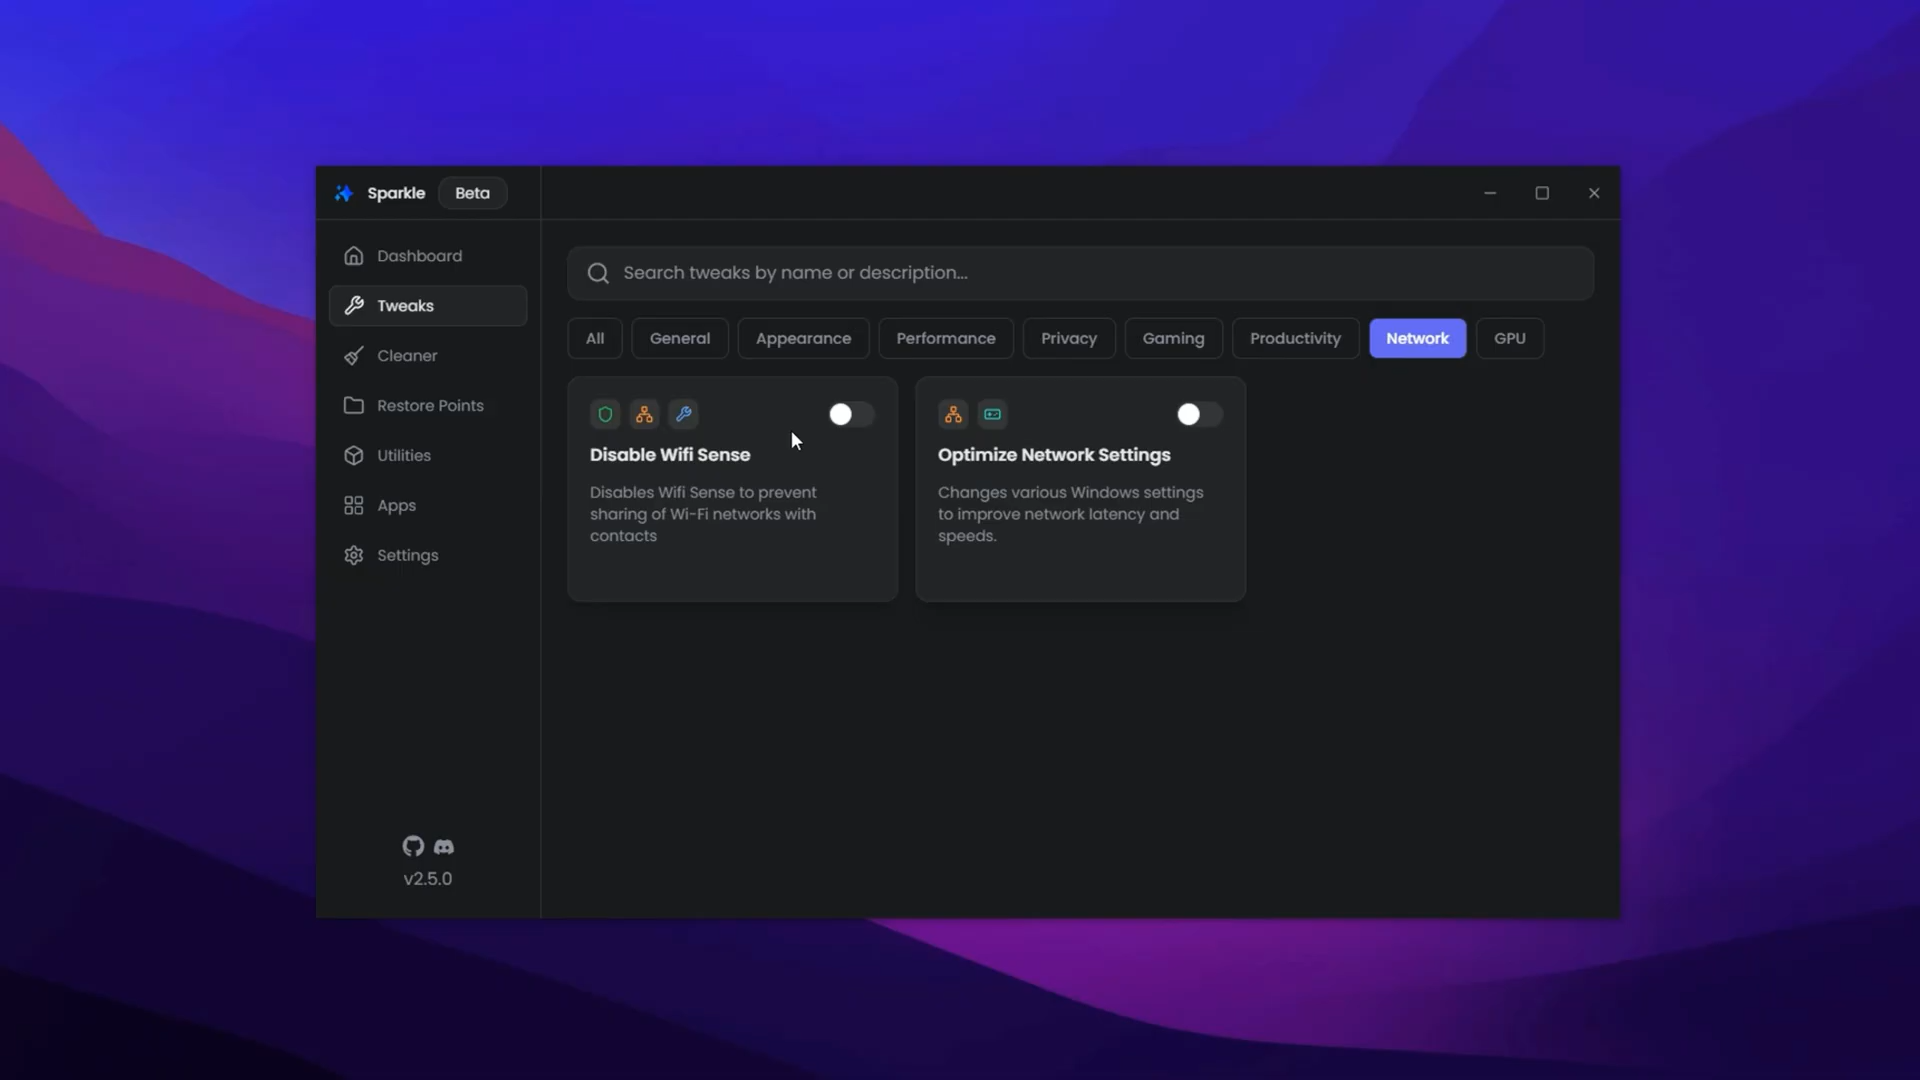 Sparkle Beta
Dashboard
Tweaks
Cleaner
Restore Points
Utilities
Apps
Settings
v2.5.0
Search tweaks by name or description...
All General Appearance Performance Privacy Gaming Productivity Network GPU
Disable Wifi Sense
Disables Wifi Sense to prevent
sharing of Wi-Fi networks with
contacts
Optimize Network Settings
Changes various Windows settings
to improve network latency and
speeds.